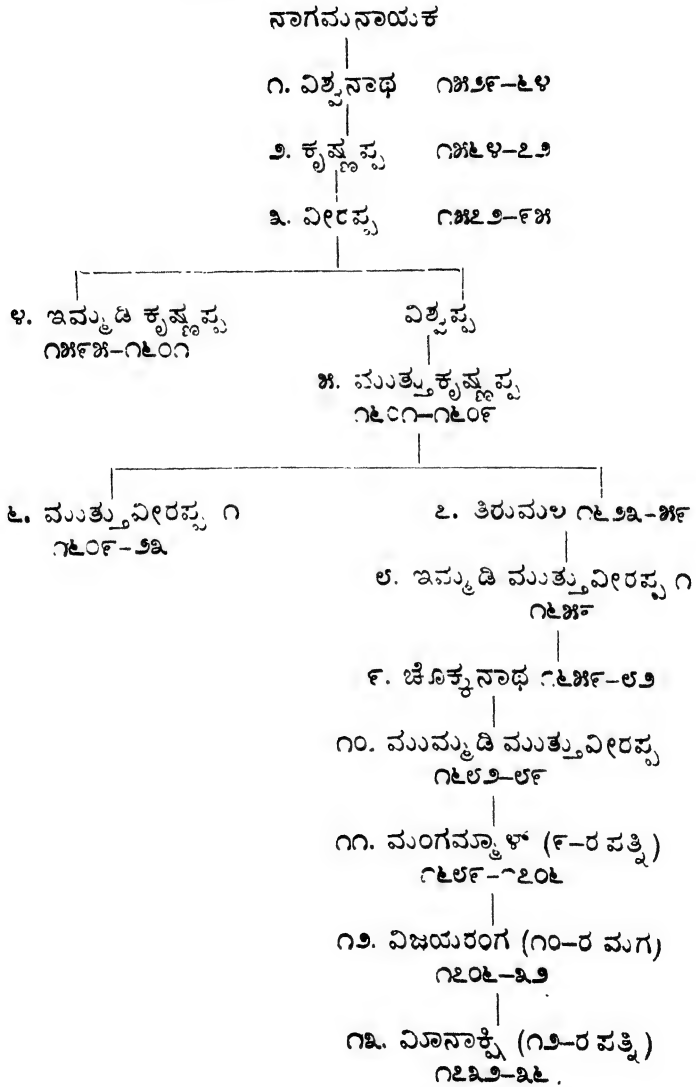 ನಾಗಮನಾಯಕ
೧. ವಿಶ್ವನಾಥ ೧೫೨೯–೬೪
೨. ಕೃಷ್ಣಪ್ಪ ೧೫೬೪–೭೨
೩. ವೀರಪ್ಪ ೧೫೭೨–೯೫
೪. ಇಮ್ಮಡಿ ಕೃಷ್ಣಪ್ಪ
೧೫೯೫–೧೬೦೧
ವಿಶ್ವಪ್ಪ
೫. ಮುತ್ತುಕೃಷ್ಣಪ್ಪ
೧೬೦೧–೧೬೦೯
೬. ಮುತ್ತುವೀರಪ್ಪ ೧
೧೬೦೯–೨೩
೭. ತಿರುಮಲ ೧೬೨೩–೫೯
೮. ಇಮ್ಮಡಿ ಮುತ್ತುವೀರಪ್ಪ ೧
೧೬೫೯
೯. ಚೊಕ್ಕನಾಥ ೧೬೫೯–೮೨
೧೦. ಮುಮ್ಮಡಿ ಮುತ್ತುವೀರಪ್ಪ
೧೬೮೨–೮೯
೧೧. ಮಂಗಮ್ಮಾಳ್ (೯–ರ ಪತ್ನಿ)
೧೬೮೯–೧೭೦೬
೧೨. ವಿಜಯರಂಗ (೧೦–ರ ಮಗ)
೧೭೦೬–೩೨
೧೩. ಮೀನಾಕ್ಷಿ (೧೨–ರ ಪತ್ನಿ)
೧೭೩೨–೩೬.